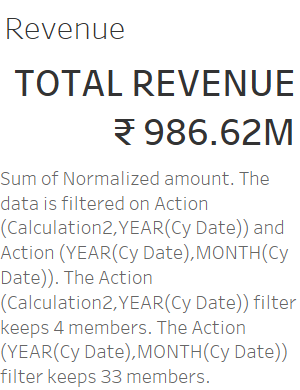 Revenue
TOTAL REVENUE
₹ 986.62M
Sum of Normalized amount. The
data is filtered on Action
(Calculation2,YEAR(Cy Date)) and
Action (YEAR(Cy Date),MONTH(Cy
Date)). The Action
(Calculation2,YEAR(Cy Date)) filter
keeps 4 members. The Action
(YEAR(Cy Date),MONTH(Cy Date))
filter keeps 33 members.